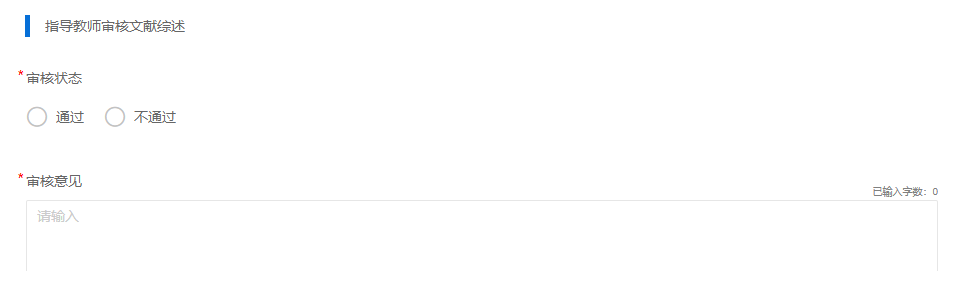 指导教师审核文献综述
*审核状态
通过 不通过
*审核意见
已输入字数：0
请输入